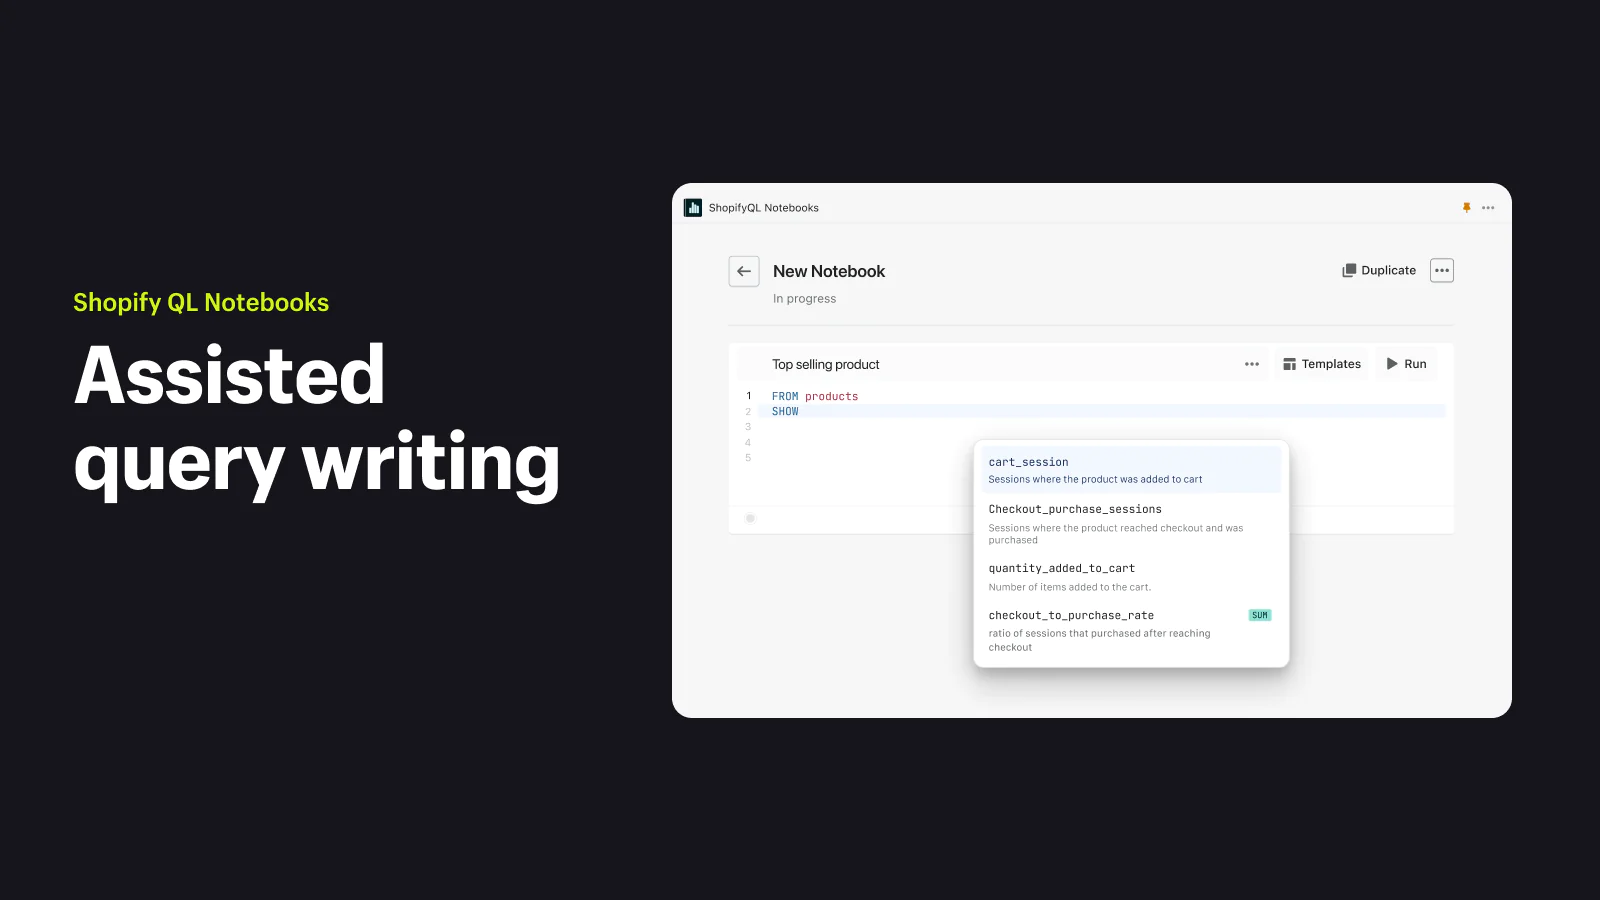 Shopify QL Notebooks
Assisted
query writing
ShopifyQL Notebooks
New Notebook
Duplicate
In progress
Top selling product
Templates
Run
1 FROM products
2 SHOW
3
4
5
cart_session
Sessions where the product was added to cart
Checkout_purchase_sessions
Sessions where the product reached checkout and was
purchased
quantity_added_to_cart
Number of items added to the cart.
checkout_to_purchase_rate SUM
ratio of sessions that purchased after reaching
checkout